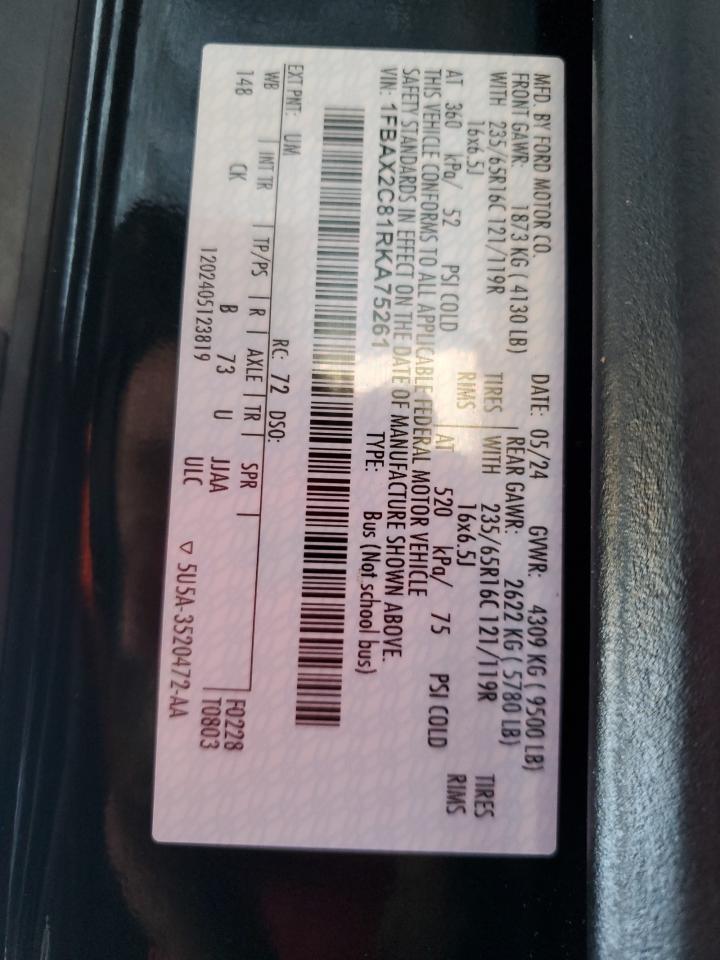 MFD. BY FORD MOTOR CO. DATE: 05/24 GVWR: 4309 KG ( 9500 LB)
FRONT GAWR: 1873 KG ( 4130 LB) REAR GAWR: 2622 KG ( 5780 LB)
WITH 235/65R16C 121/119R TIRES WITH 235/65R16C 121/119R TIRES
16x6.5J RIMS 16x6.5J RIMS
AT 360 kPa/ 52 PSI COLD AT 520 kPa/ 75 PSI COLD
THIS VEHICLE CONFORMS TO ALL APPLICABLE FEDERAL MOTOR VEHICLE
SAFETY STANDARDS IN EFFECT ON THE DATE OF MANUFACTURE SHOWN ABOVE.
VIN: 1FBAX2C81RKA75261 TYPE: Bus (Not school bus)
EXT PNT: UM RC: 72 DSO:
WB INT TR TP/PS R AXLE TR SPR F0228
148 CK B 73 U JJAA T0803
1202405123819 ULC ▽ 5U5A-3520472-AA